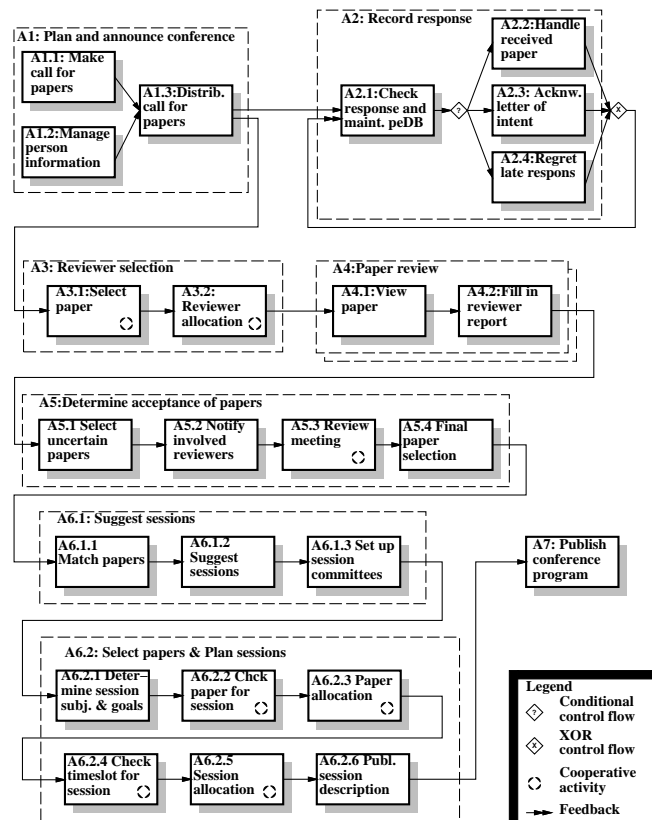 A1: Plan and announce conference
A1.1: Make
call for
papers
A1.2:Manage
person
information
A1.3:Distrib.
call for
papers
A2: Record response
A2.1:Check
response and
maint. peDB
?
A2.2:Handle
received
paper
A2.3: Acknw.
letter of
intent
A2.4:Regret
late respons
X
A3: Reviewer selection
A3.1:Select
paper
A3.2:
Reviewer
allocation
A4:Paper review
A4.1:View
paper
A4.2:Fill in
reviewer
report
A5:Determine acceptance of papers
A5.1 Select
uncertain
papers
A5.2 Notify
involved
reviewers
A5.3 Review
meeting
A5.4 Final
paper
selection
A6.1: Suggest sessions
A6.1.1
Match papers
A6.1.2
Suggest
sessions
A6.1.3 Set up
session
committees
A7: Publish
conference
program
A6.2: Select papers & Plan sessions
A6.2.1 Deter–
mine session
subj. & goals
A6.2.2 Chck
paper for
session
A6.2.3 Paper
allocation
A6.2.4 Check
timeslot for
session
A6.2.5
Session
allocation
A6.2.6 Publ.
session
description
Legend
? Conditional
control flow
X XOR
control flow
Cooperative
activity
Feedback